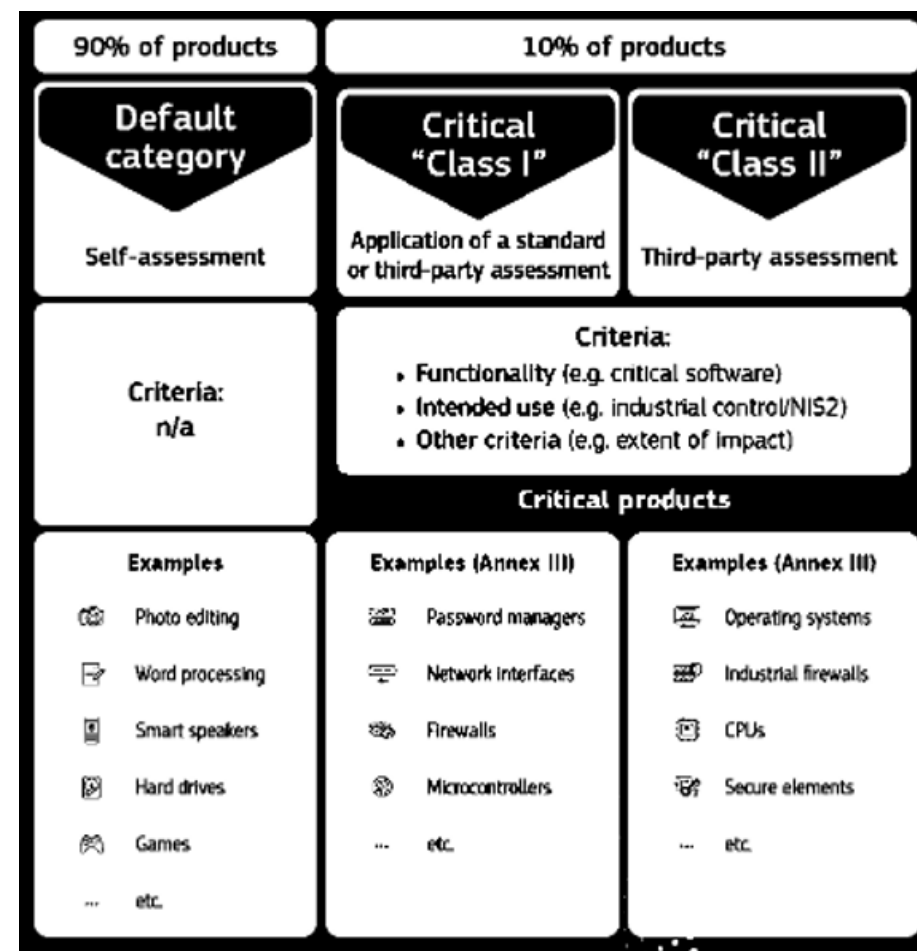 90% of products
10% of products
Default
category
Self-assessment
Critical
"Class I"
Application of a standard
or third-party assessment
Critical
"Class II"
Third-party assessment
Criteria:
n/a
Criteria:
• Functionality (e.g. critical software)
• Intended use (e.g. industrial control/NIS2)
• Other criteria (e.g. extent of impact)
Critical products
Examples
Photo editing
Word processing
Smart speakers
Hard drives
Games
... etc.
Examples (Annex III)
Password managers
Network interfaces
Firewalls
Microcontrollers
... etc.
Examples (Annex III)
Operating systems
Industrial firewalls
CPUs
Secure elements
... etc.